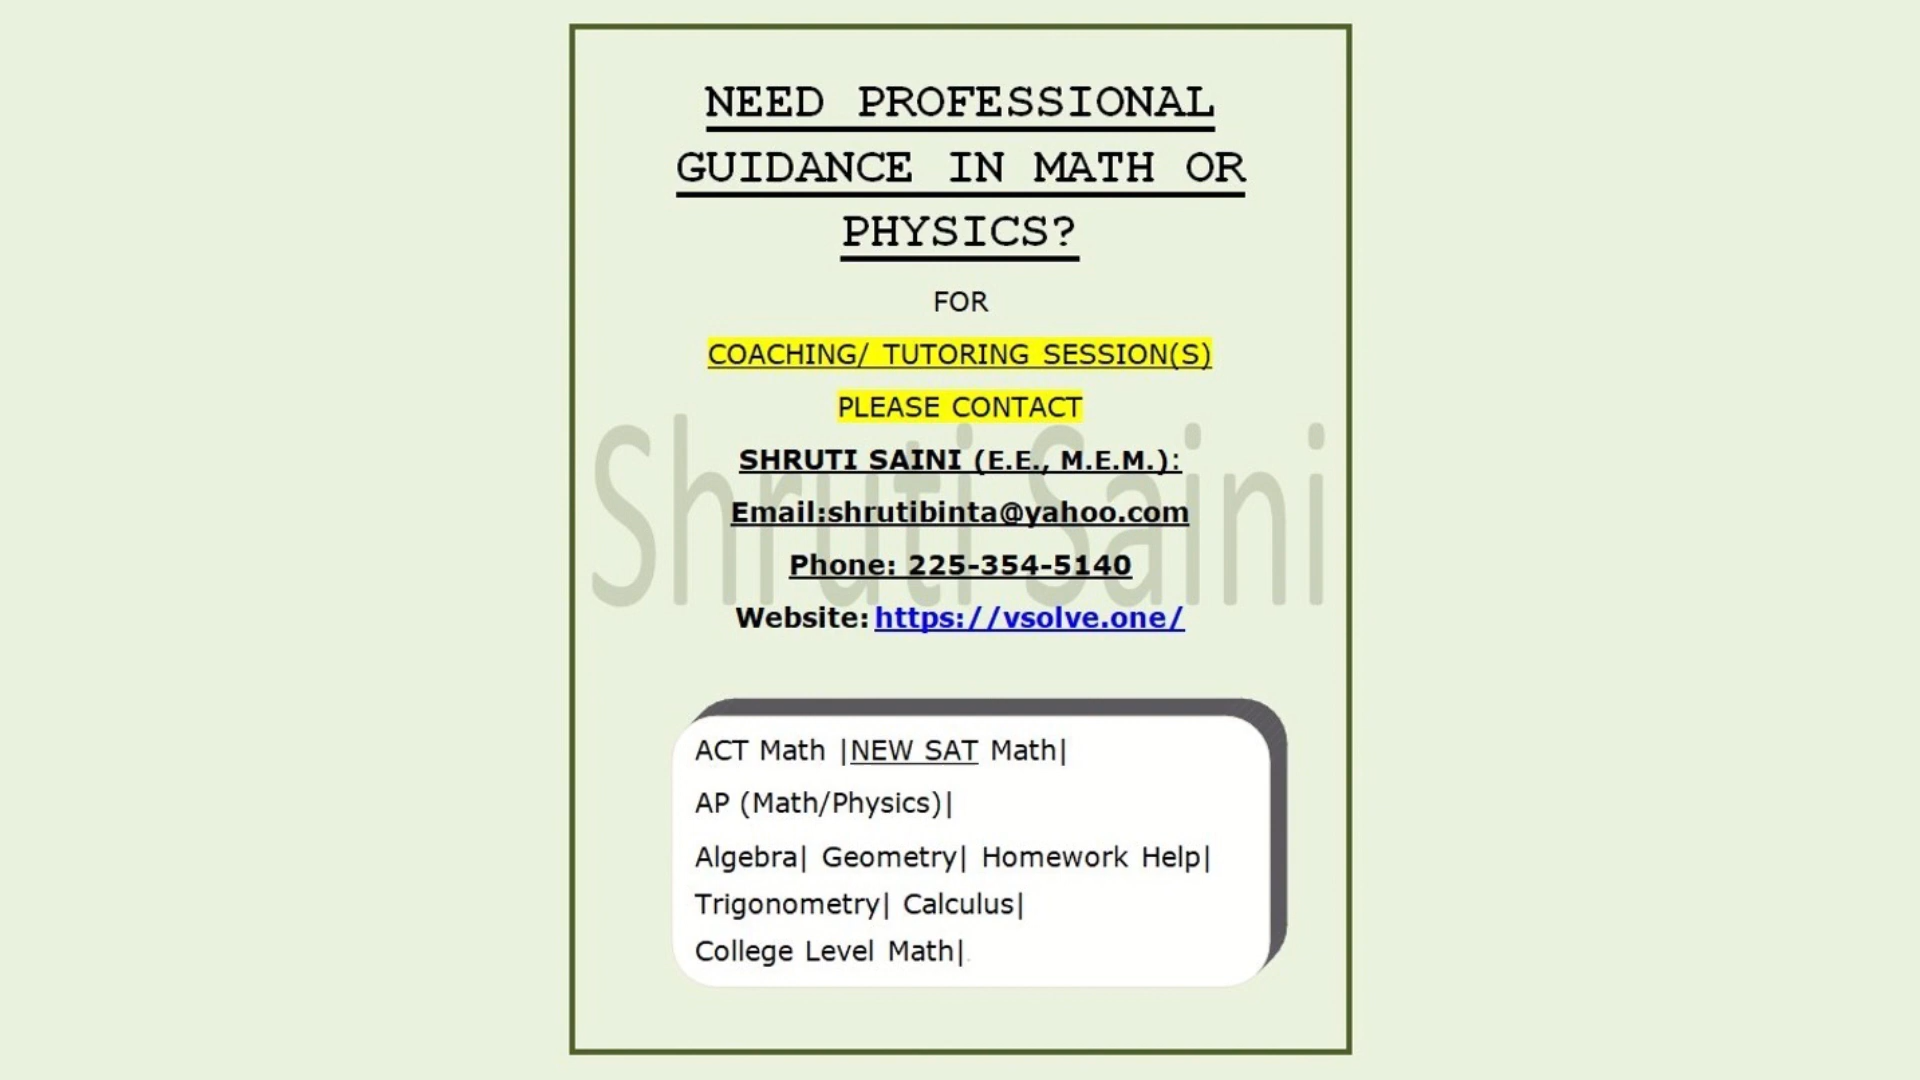 NEED PROFESSIONAL
GUIDANCE IN MATH OR
PHYSICS?
FOR
COACHING/ TUTORING SESSION(S)
PLEASE CONTACT
Shruti Saini
SHRUTI SAINI (E.E., M.E.M.):
Email:shrutibinta@yahoo.com
Phone: 225-354-5140
Website: https://vsolve.one/
ACT Math |NEW SAT Math|
AP (Math/Physics)|
Algebra| Geometry| Homework Help|
Trigonometry| Calculus|
College Level Math|